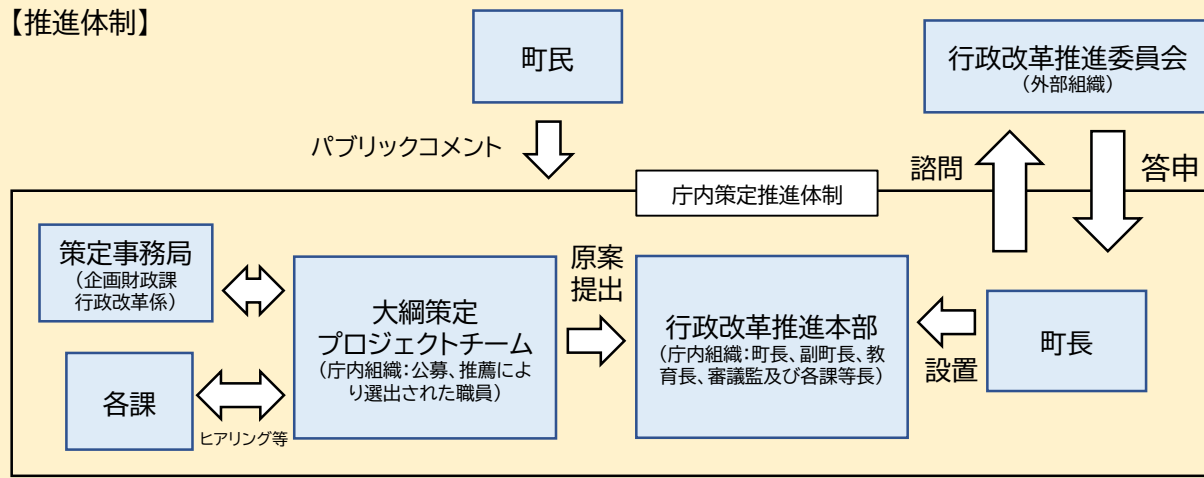 【推進体制】
町民
行政改革推進委員会
（外部組織）
パブリックコメント
諮問
答申
庁内策定推進体制
策定事務局
（企画財政課
行政改革係）
各課
ヒアリング等
大綱策定
プロジェクトチーム
（庁内組織：公募、推薦によ
り選出された職員）
原案
提出
行政改革推進本部
（庁内組織：町長、副町長、教
育長、審議監及び各課等長）
設置
町長